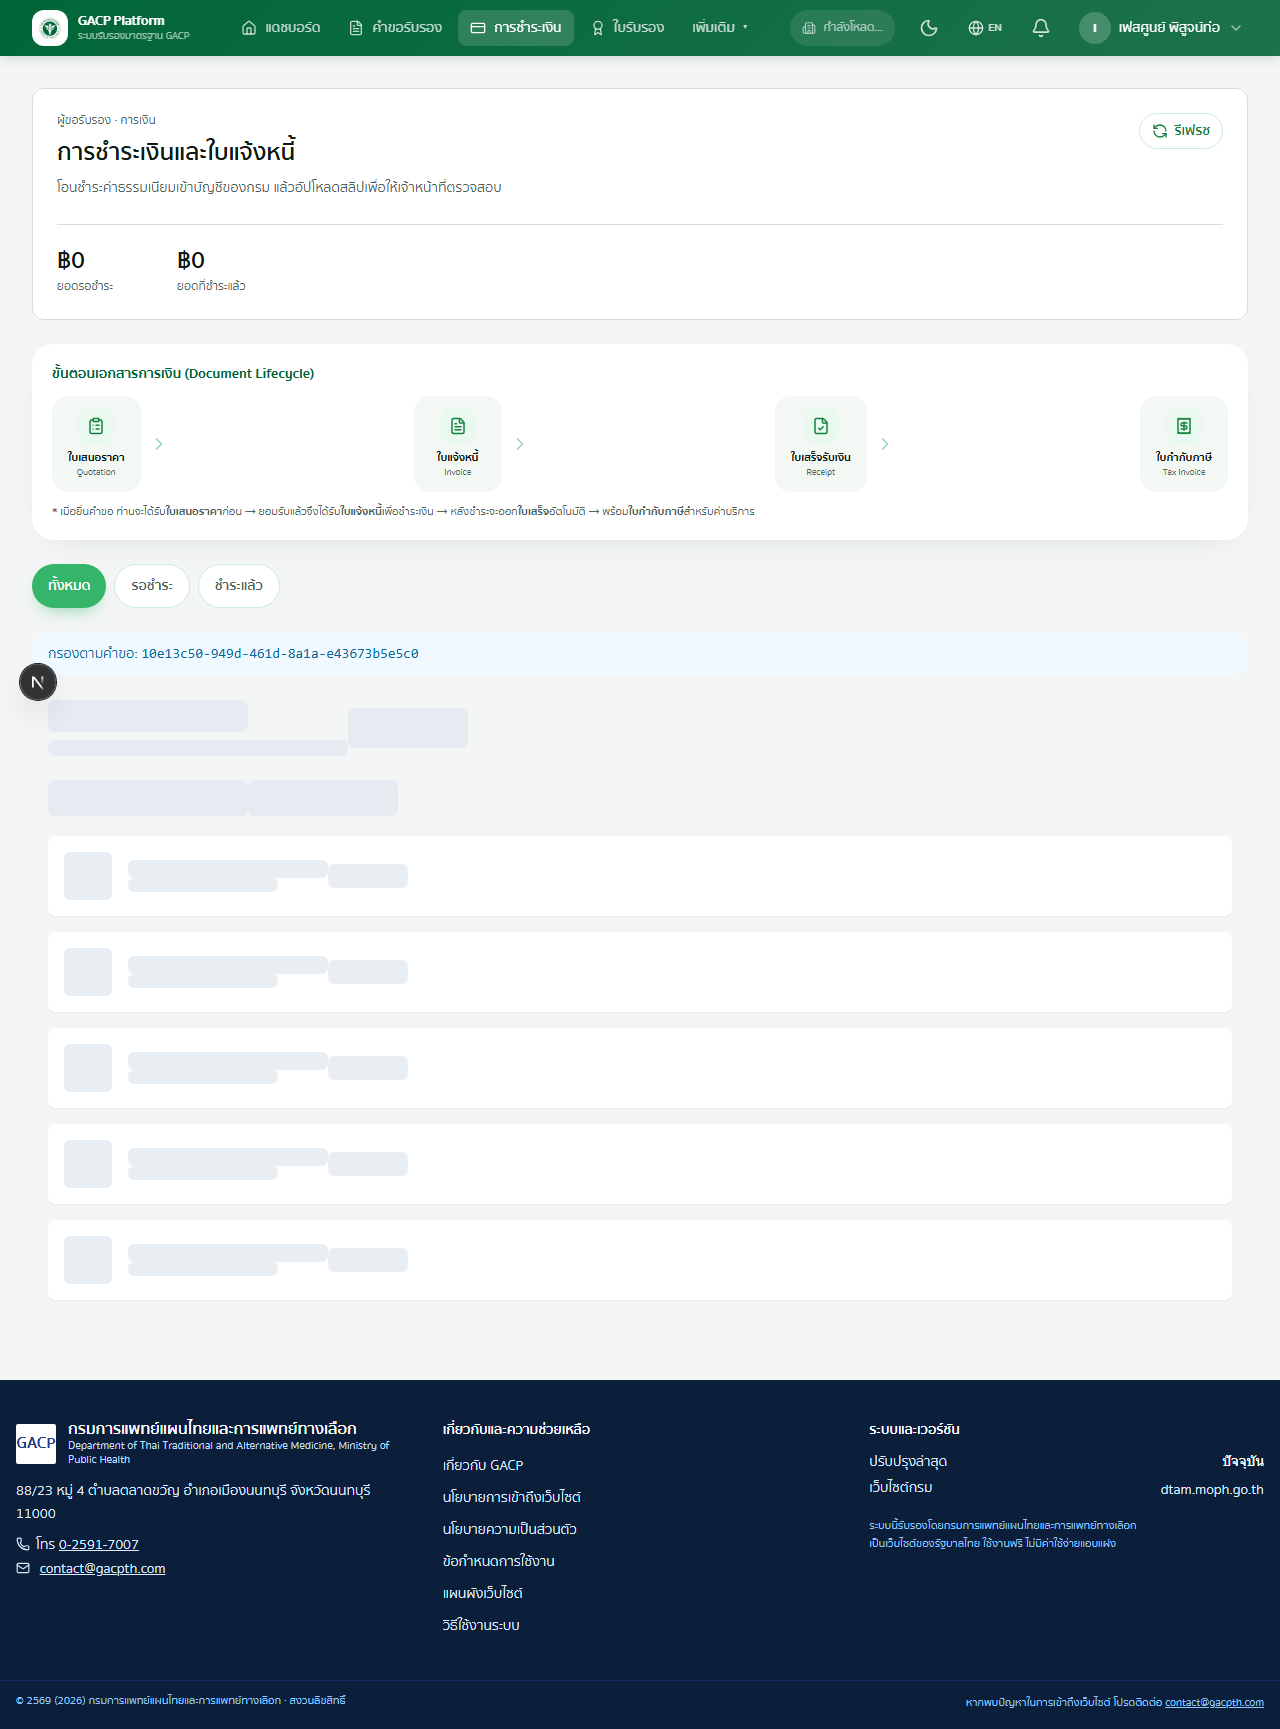 GACP Platform
ระบบรับรองมาตรฐาน GACP
แดชบอร์ด
คำขอรับรอง
การชำระเงิน
ใบรับรอง
เพิ่มเติม
กำลังโหลด...
EN
I
เฟสศูนย์ พิสูจน์ท่อ
ผู้ขอรับรอง · การเงิน
การชำระเงินและใบแจ้งหนี้
โอนชำระค่าธรรมเนียมเข้าบัญชีของกรม แล้วอัปโหลดสลิปเพื่อให้เจ้าหน้าที่ตรวจสอบ
รีเฟรช
฿0
ยอดรอชำระ
฿0
ยอดที่ชำระแล้ว
ขั้นตอนเอกสารการเงิน (Document Lifecycle)
ใบเสนอราคา
Quotation
ใบแจ้งหนี้
Invoice
ใบเสร็จรับเงิน
Receipt
ใบกำกับภาษี
Tax Invoice
* เมื่อยื่นคำขอ ท่านจะได้รับใบเสนอราคาก่อน → ยอมรับแล้วจึงได้รับใบแจ้งหนี้เพื่อชำระเงิน → หลังชำระจะออกใบเสร็จอัตโนมัติ → พร้อมใบกำกับภาษีสำหรับค่าบริการ
ทั้งหมด
รอชำระ
ชำระแล้ว
กรองตามคำขอ: 10e13c50-949d-461d-8a1a-e43673b5e5c0
N
GACP
กรมการแพทย์แผนไทยและการแพทย์ทางเลือก
Department of Thai Traditional and Alternative Medicine, Ministry of
Public Health
88/23 หมู่ 4 ตำบลตลาดขวัญ อำเภอเมืองนนทบุรี จังหวัดนนทบุรี
11000
โทร 0-2591-7007
contact@gacpth.com
เกี่ยวกับและความช่วยเหลือ
เกี่ยวกับ GACP
นโยบายการเข้าถึงเว็บไซต์
นโยบายความเป็นส่วนตัว
ข้อกำหนดการใช้งาน
แผนผังเว็บไซต์
วิธีใช้งานระบบ
ระบบและเวอร์ชัน
ปรับปรุงล่าสุด
ปัจจุบัน
เว็บไซต์กรม
dtam.moph.go.th
ระบบนี้รับรองโดยกรมการแพทย์แผนไทยและการแพทย์ทางเลือก
เป็นเว็บไซต์ของรัฐบาลไทย ใช้งานฟรี ไม่มีค่าใช้จ่ายแอบแฝง
© 2569 (2026) กรมการแพทย์แผนไทยและการแพทย์ทางเลือก · สงวนลิขสิทธิ์
หากพบปัญหาในการเข้าถึงเว็บไซต์ โปรดติดต่อ contact@gacpth.com